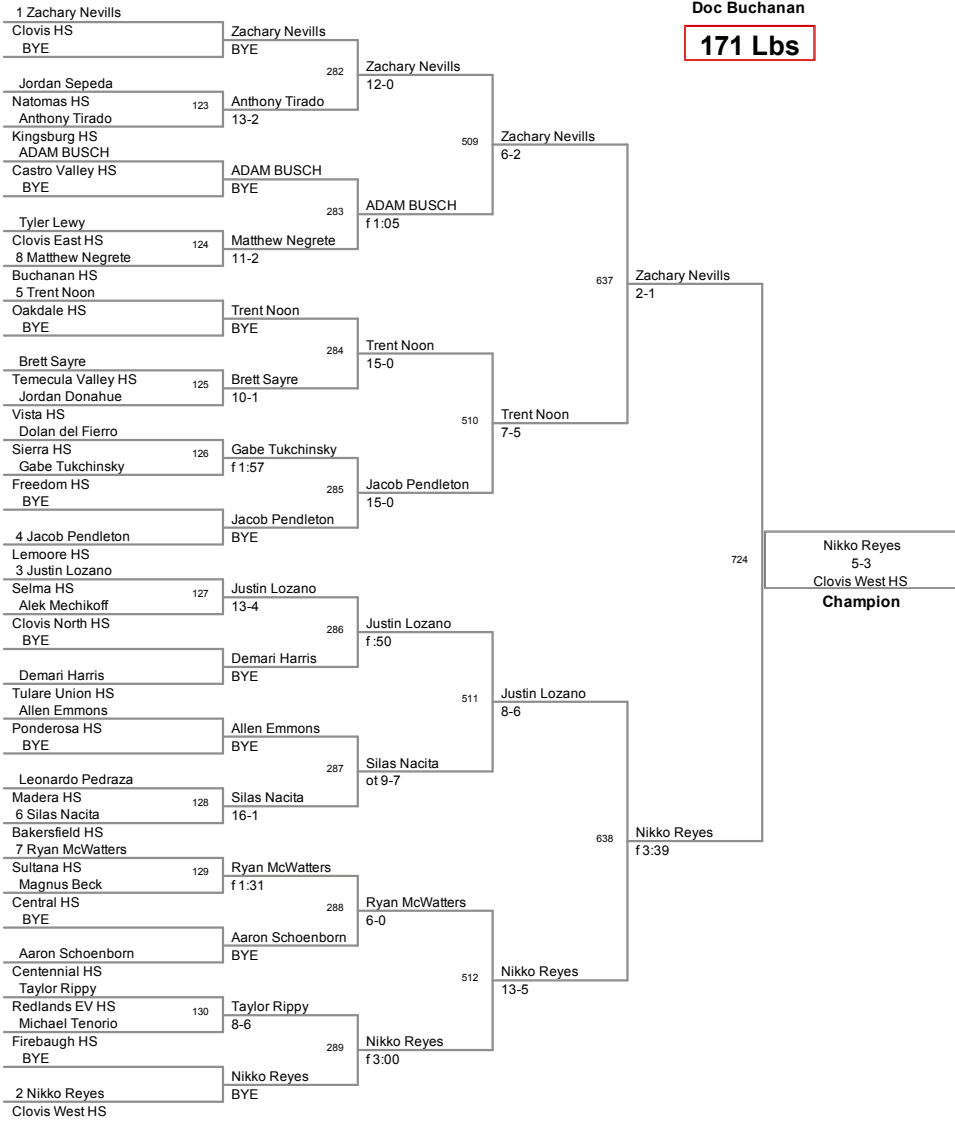 Doc Buchanan
171 Lbs
1 Zachary Nevills
Clovis HS
BYE
Jordan Sepeda
Natomas HS
123
Anthony Tirado
Kingsburg HS
ADAM BUSCH
Castro Valley HS
BYE
Tyler Lewy
Clovis East HS
124
8 Matthew Negrete
Buchanan HS
5 Trent Noon
Oakdale HS
BYE
Brett Sayre
Temecula Valley HS
125
Jordan Donahue
Vista HS
Dolan del Fierro
Sierra HS
126
Gabe Tukchinsky
Freedom HS
BYE
4 Jacob Pendleton
Lemoore HS
3 Justin Lozano
Selma HS
127
Alek Mechikoff
Clovis North HS
BYE
Demari Harris
Tulare Union HS
Allen Emmons
Ponderosa HS
BYE
Leonardo Pedraza
Madera HS
128
6 Silas Nacita
Bakersfield HS
7 Ryan McWatters
Sultana HS
129
Magnus Beck
Central HS
BYE
Aaron Schoenborn
Centennial HS
Taylor Rippy
Redlands EV HS
130
Michael Tenorio
Firebaugh HS
BYE
2 Nikko Reyes
Clovis West HS
Zachary Nevills
BYE
282
Anthony Tirado
13-2
ADAM BUSCH
BYE
283
Matthew Negrete
11-2
Trent Noon
BYE
284
Brett Sayre
10-1
Gabe Tukchinsky
f 1:57
285
Jacob Pendleton
BYE
Justin Lozano
13-4
286
Demari Harris
BYE
Allen Emmons
BYE
287
Silas Nacita
16-1
Ryan McWatters
f 1:31
288
Aaron Schoenborn
BYE
Taylor Rippy
8-6
289
Nikko Reyes
BYE
Zachary Nevills
12-0
509
ADAM BUSCH
f 1:05
Trent Noon
15-0
510
Jacob Pendleton
15-0
Justin Lozano
f :50
511
Silas Nacita
ot 9-7
Ryan McWatters
6-0
512
Nikko Reyes
f 3:00
Zachary Nevills
6-2
637
Trent Noon
7-5
Justin Lozano
8-6
638
Nikko Reyes
13-5
Zachary Nevills
2-1
724
Nikko Reyes
f 3:39
Nikko Reyes
5-3
Clovis West HS
Champion